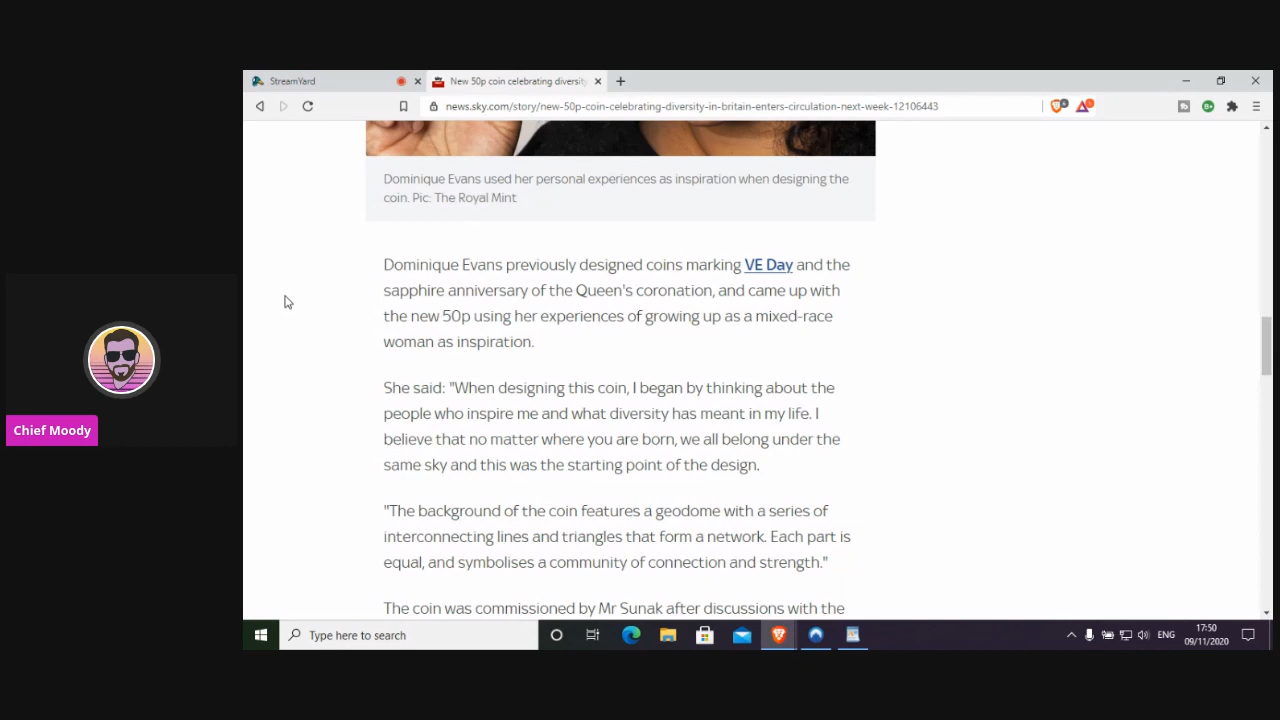 StreamYard
New 50p coin celebrating diversity
news.sky.com/story/new-50p-coin-celebrating-diversity-in-britain-enters-circulation-next-week-12106443
Dominique Evans used her personal experiences as inspiration when designing the
coin. Pic: The Royal Mint
Dominique Evans previously designed coins marking VE Day and the
sapphire anniversary of the Queen's coronation, and came up with
the new 50p using her experiences of growing up as a mixed-race
woman as inspiration.
She said: "When designing this coin, I began by thinking about the
people who inspire me and what diversity has meant in my life. I
believe that no matter where you are born, we all belong under the
same sky and this was the starting point of the design.
"The background of the coin features a geodome with a series of
interconnecting lines and triangles that form a network. Each part is
equal, and symbolises a community of connection and strength."
The coin was commissioned by Mr Sunak after discussions with the
Chief Moody
Type here to search
ENG
17:50
09/11/2020